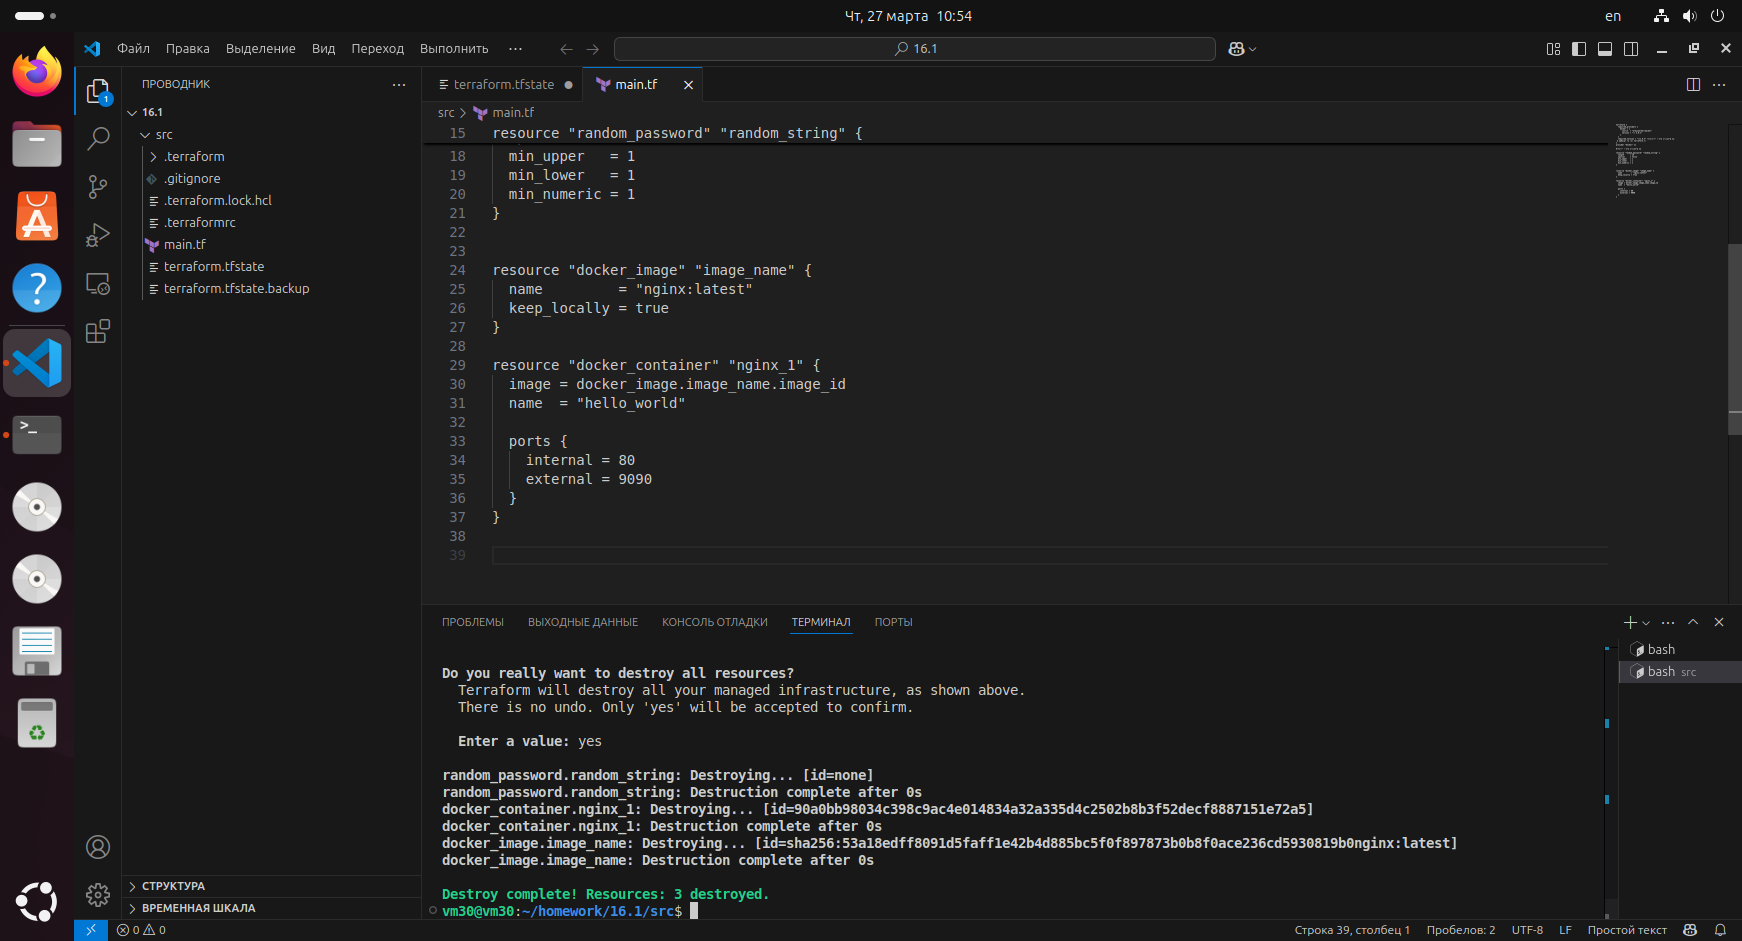 Чт, 27 марта 10:54
en
Файл Правка Выделение Вид Переход Выполнить ···
16.1
ПРОВОДНИК
16.1
src
.terraform
.gitignore
.terraform.lock.hcl
.terraformrc
main.tf
terraform.tfstate
terraform.tfstate.backup
СТРУКТУРА
ВРЕМЕННАЯ ШКАЛА
1
terraform.tfstate
main.tf
src > main.tf
15 resource "random_password" "random_string" {
18 min_upper = 1
19 min_lower = 1
20 min_numeric = 1
21 }
22
23
24 resource "docker_image" "image_name" {
25 name = "nginx:latest"
26 keep_locally = true
27 }
28
29 resource "docker_container" "nginx_1" {
30 image = docker_image.image_name.image_id
31 name = "hello_world"
32
33 ports {
34 internal = 80
35 external = 9090
36 }
37 }
38
39
ПРОБЛЕМЫ ВЫХОДНЫЕ ДАННЫЕ КОНСОЛЬ ОТЛАДКИ ТЕРМИНАЛ ПОРТЫ
Do you really want to destroy all resources?
Terraform will destroy all your managed infrastructure, as shown above.
There is no undo. Only 'yes' will be accepted to confirm.
Enter a value: yes
random_password.random_string: Destroying... [id=none]
random_password.random_string: Destruction complete after 0s
docker_container.nginx_1: Destroying... [id=90a0bb98034c398c9ac4e014834a32a335d4c2502b8b3f52decf8887151e72a5]
docker_container.nginx_1: Destruction complete after 0s
docker_image.image_name: Destroying... [id=sha256:53a18edff8091d5faff1e42b4d885bc5f0f897873b0b8f0ace236cd5930819b0nginx:latest]
docker_image.image_name: Destruction complete after 0s
Destroy complete! Resources: 3 destroyed.
vm30@vm30:~/homework/16.1/src$
bash
bash src
0 0
Строка 39, столбец 1 Пробелов: 2 UTF-8 LF Простой текст